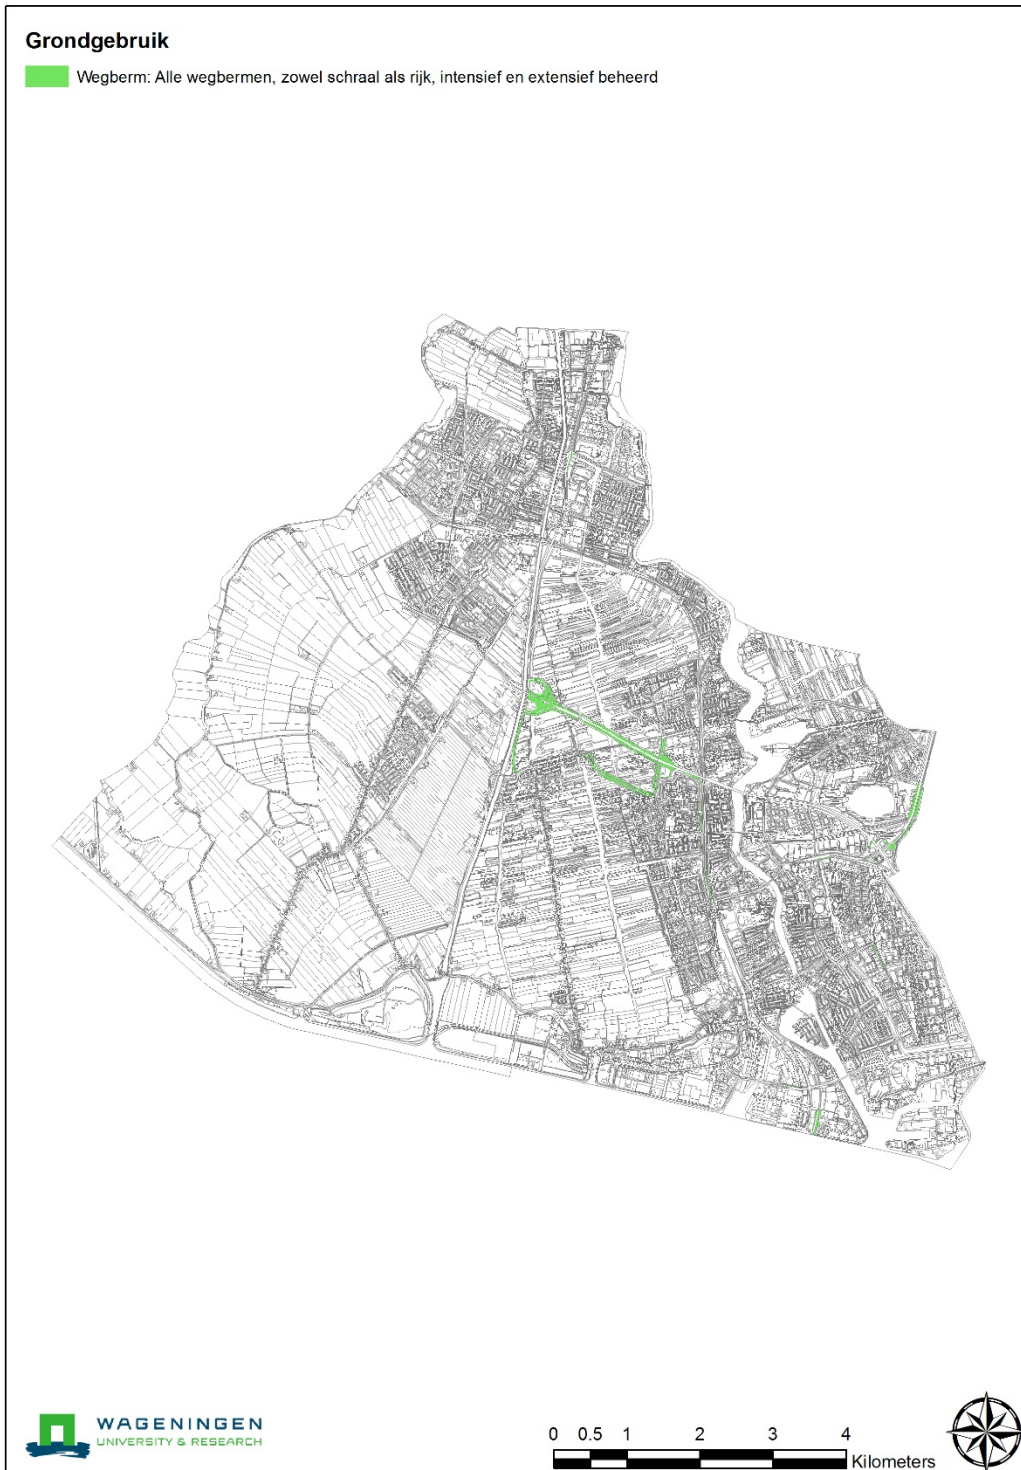 Grondgebruik
Wegberm: Alle wegbermen, zowel schraal als rijk, intensief en extensief beheerd
WAGENINGEN
UNIVERSITY & RESEARCH
0 0.5 1 2 3 4
Kilometers